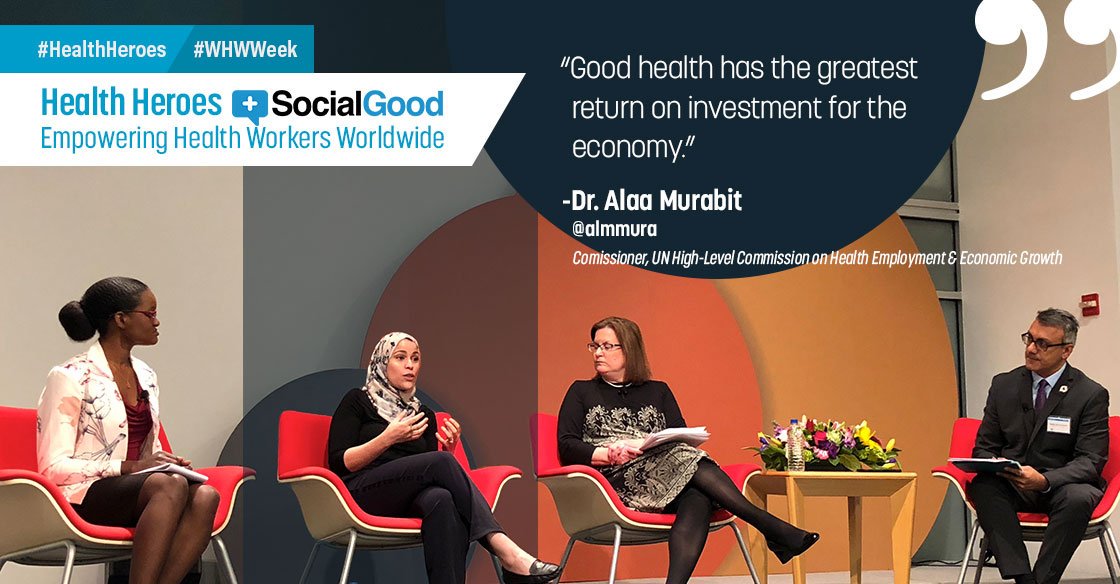 #HealthHeroes #WHWWeek
Health Heroes +SocialGood
Empowering Health Workers Worldwide
“Good health has the greatest
return on investment for the
economy.”
-Dr. Alaa Murabit
@almmura
Comissioner, UN High-Level Commission on Health Employment & Economic Growth